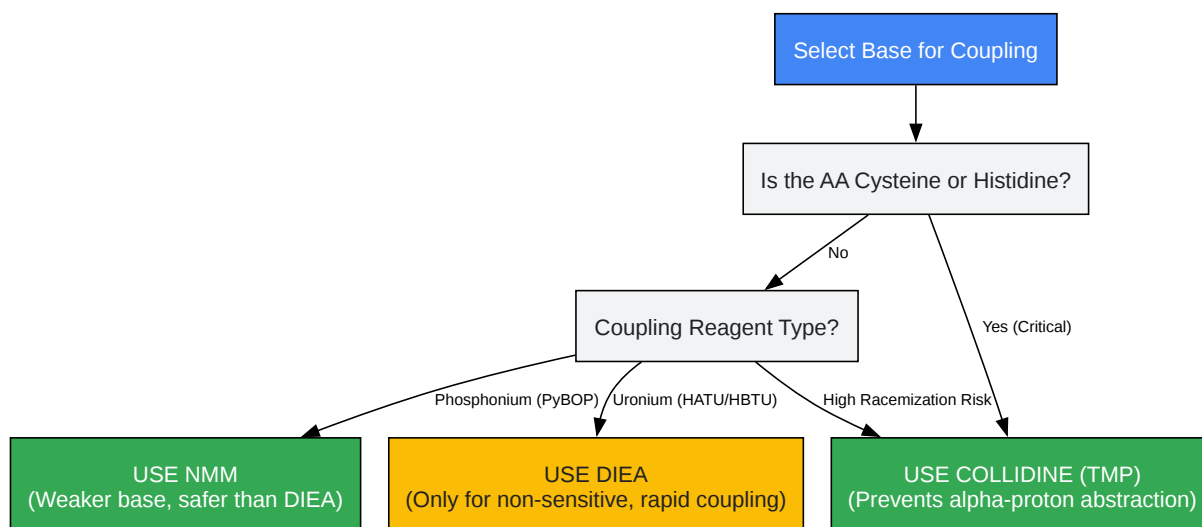 Select Base for Coupling
Is the AA Cysteine or Histidine?
No
Yes (Critical)
Coupling Reagent Type?
Phosphonium (PyBOP)
Uronium (HATU/HBTU)
High Racemization Risk
USE NMM
(Weaker base, safer than DIEA)
USE DIEA
(Only for non-sensitive, rapid coupling)
USE COLLIDINE (TMP)
(Prevents alpha-proton abstraction)